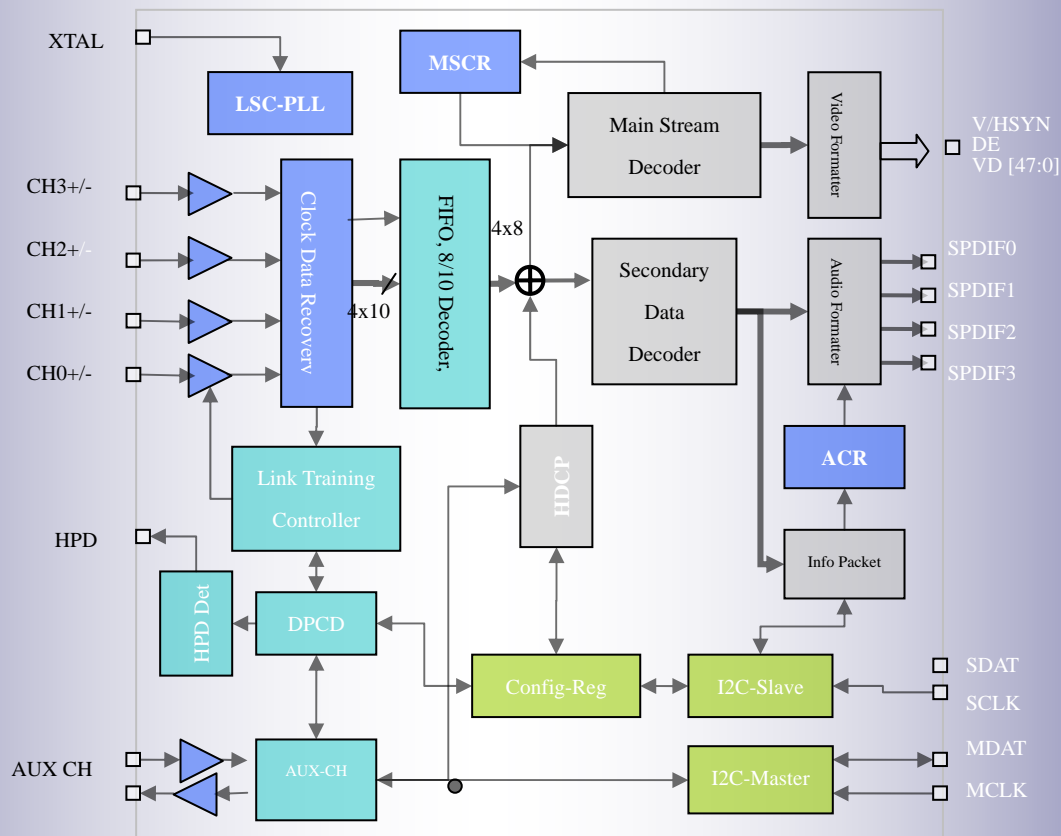 XTAL
MSCR
LSC-PLL
Main Stream
Decoder
Video Formatter
V/HSYN
DE
VD [47:0]
CH3+/-
CH2+/-
CH1+/-
CH0+/-
Clock Data Recovery
4x10
FIFO, 8/10 Decoder,
4x8
Secondary
Data
Decoder
Audio Formatter
SPDIF0
SPDIF1
SPDIF2
SPDIF3
Link Training
Controller
HDCP
ACR
HPD
HPD Det
DPCD
Info Packet
Config-Reg
I2C-Slave
SDAT
SCLK
AUX CH
AUX-CH
I2C-Master
MDAT
MCLK